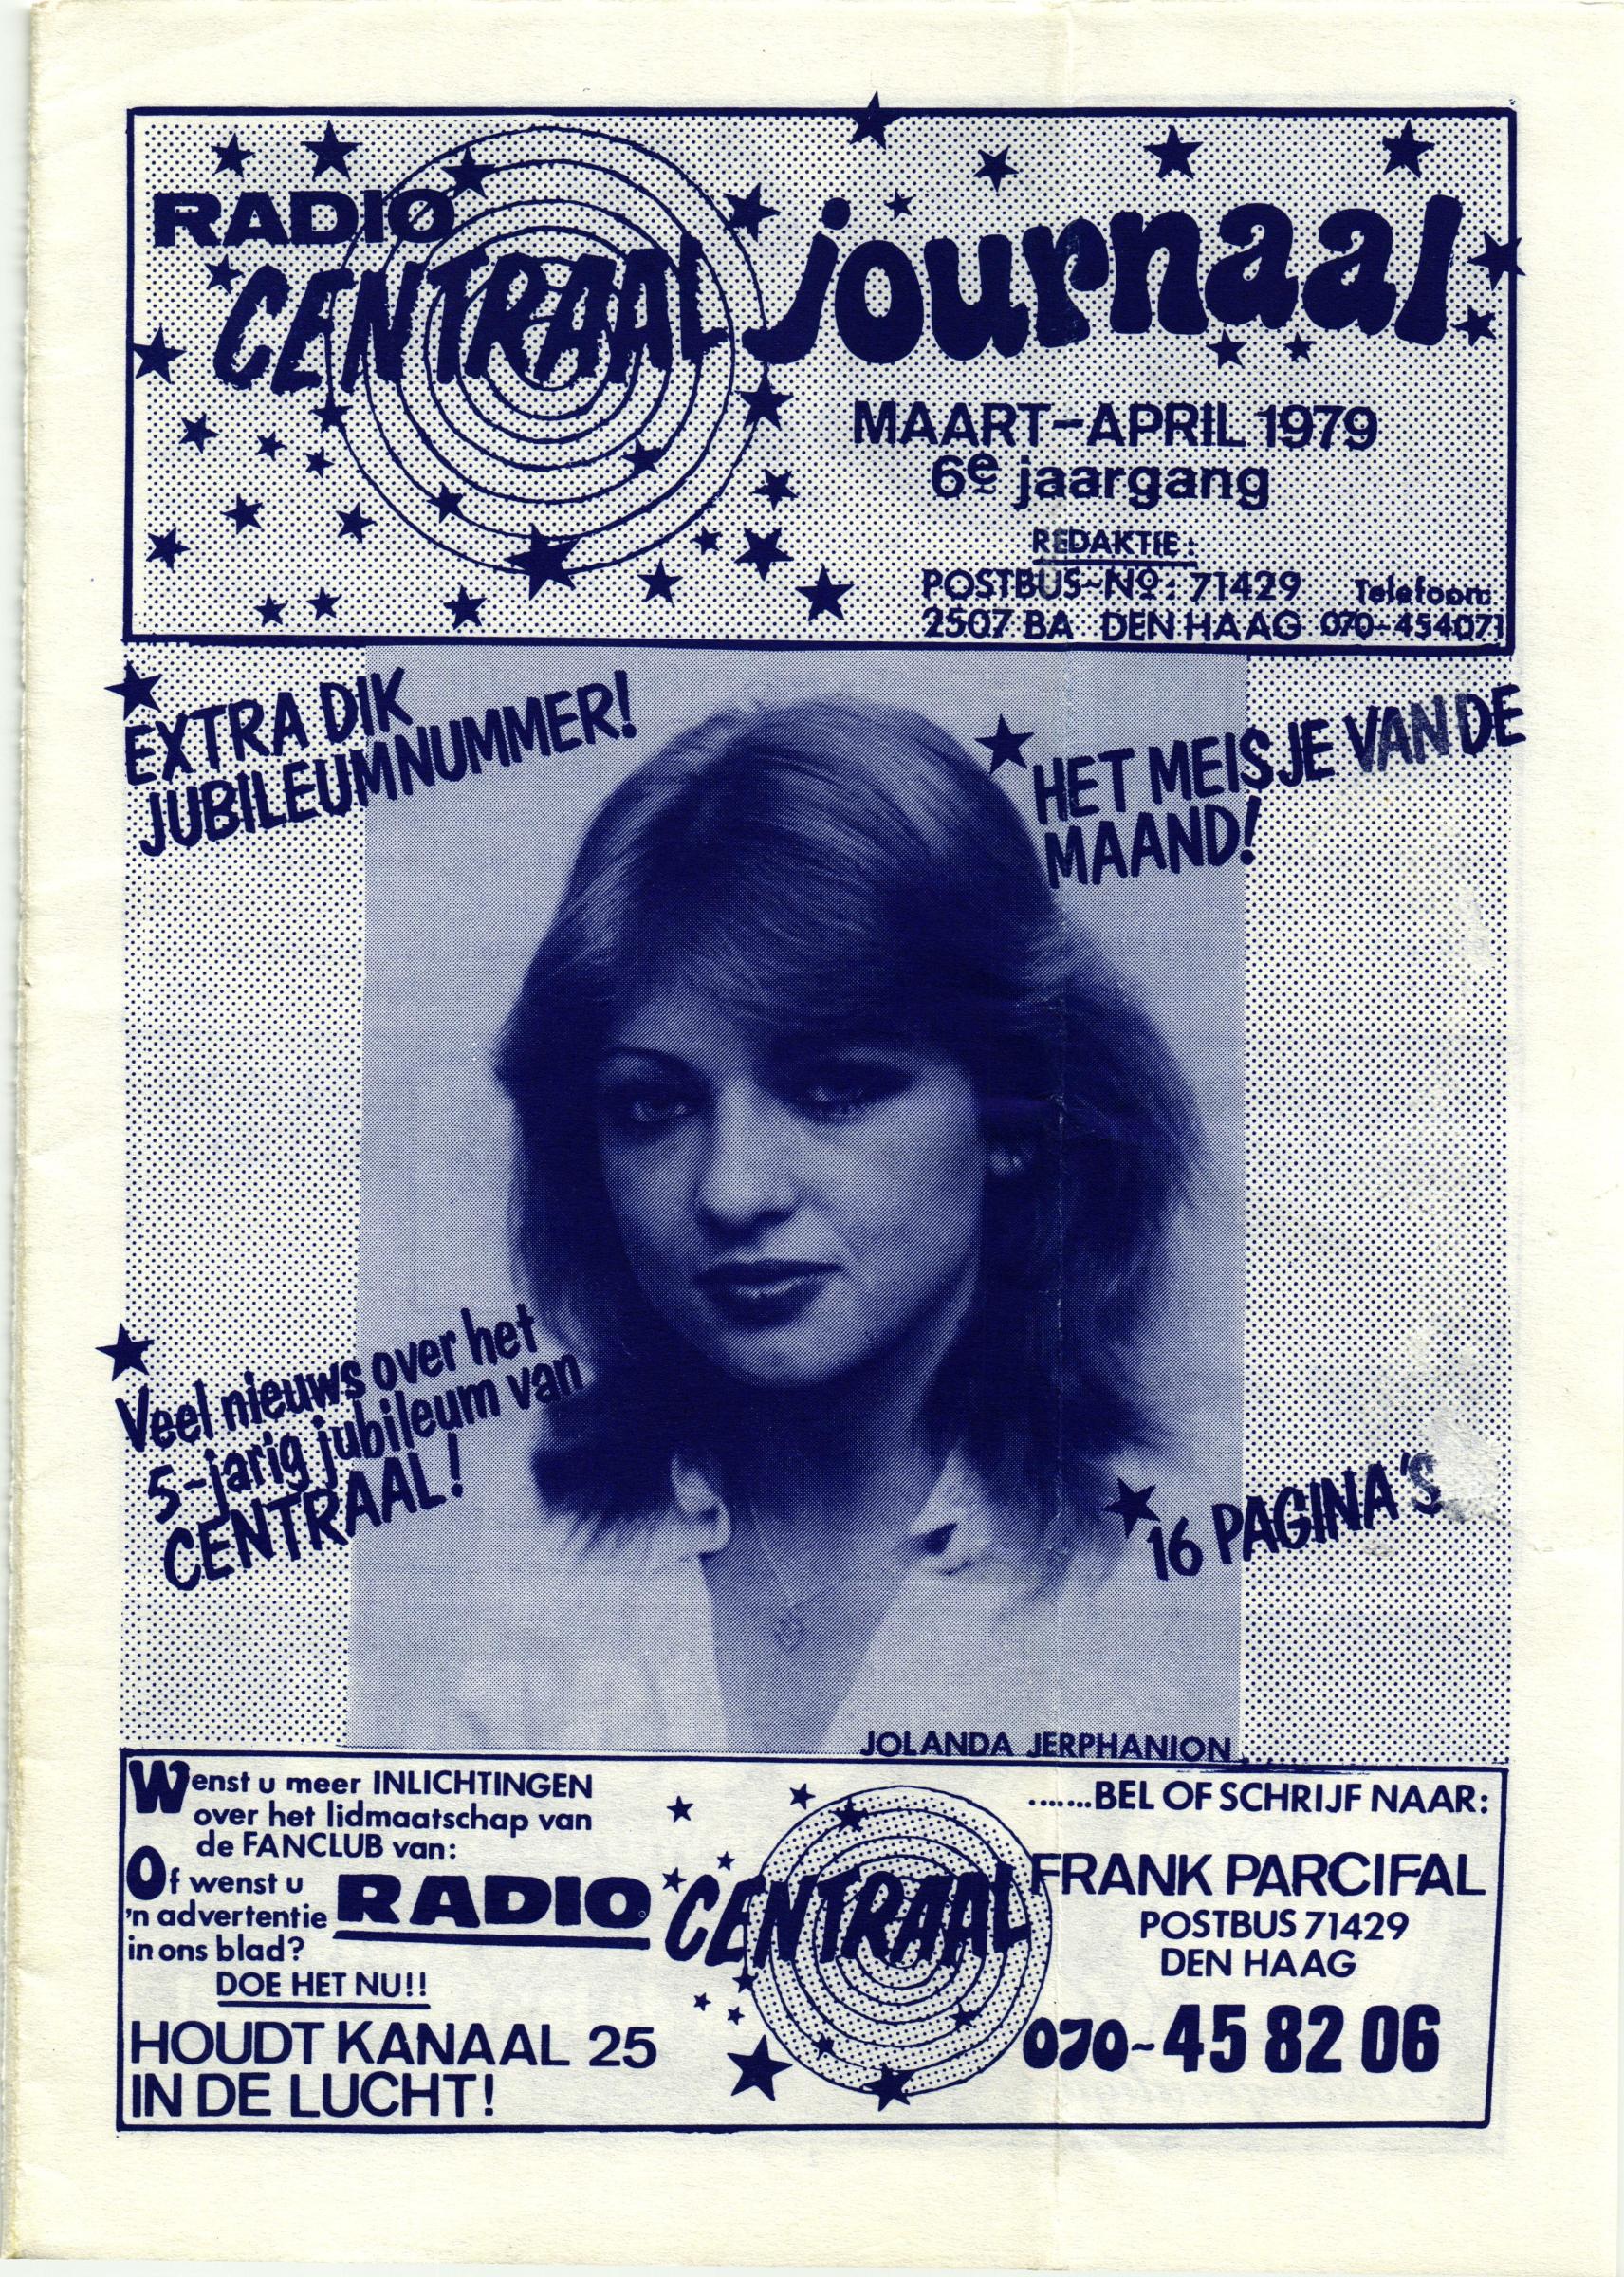 RADIO
CENTRAAL journaal
MAART-APRIL 1979
6e jaargang
REDAKTIE:
POSTBUS-No: 71429 Telefoon:
2507 BA DEN HAAG 070-454071
EXTRA DIK
JUBILEUMNUMMER!
HET MEISJE VAN DE
MAAND!
Veel nieuws over het
5-jarig jubileum van
CENTRAAL!
16 PAGINA'S
JOLANDA JERPHANION
Wenst u meer INLICHTINGEN
over het lidmaatschap van
de FANCLUB van:
Of wenst u
'n advertentie
in ons blad?
DOE HET NU!!
RADIO CENTRAAL
HOUDT KANAAL 25
IN DE LUCHT!
.......BEL OF SCHRIJF NAAR:
FRANK PARCIFAL
POSTBUS 71429
DEN HAAG
070-45 82 06